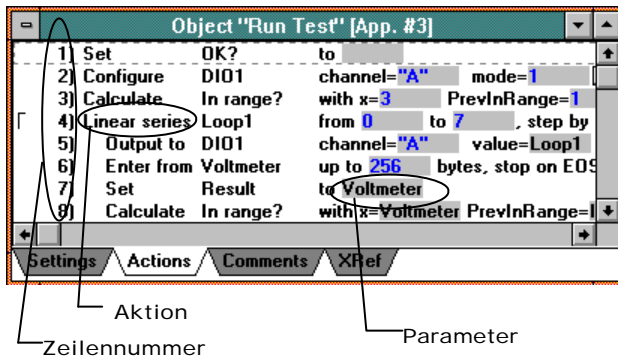 Object "Run Test" [App. #3]
1) Set OK? to
2) Configure DIO1 channel="A" mode=1
3) Calculate In range? with x=3 PrevInRange=1
4) Linear series Loop1 from 0 to 7 , step by
5) Output to DIO1 channel="A" value=Loop1
6) Enter from Voltmeter up to 256 bytes, stop on EOS
7) Set Result to Voltmeter
8) Calculate In range? with x=Voltmeter PrevInRange=
Settings Actions Comments XRef
Aktion
Parameter
Zeilennummer